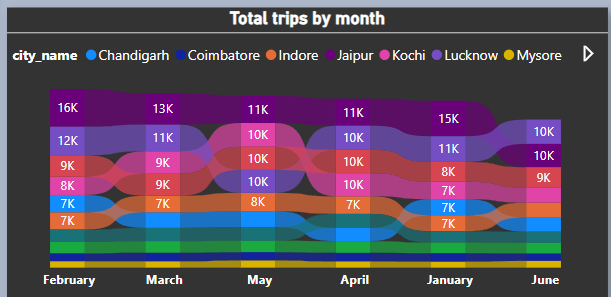 Total trips by month
city_name Chandigarh Coimbatore Indore Jaipur Kochi Lucknow Mysore
16K 13K 11K 11K 15K 10K
12K 11K 10K 10K 11K 10K
9K 9K 10K 10K 8K 9K
8K 9K 10K 10K 7K
7K 7K 8K 7K 7K
7K 7K
February March May April January June